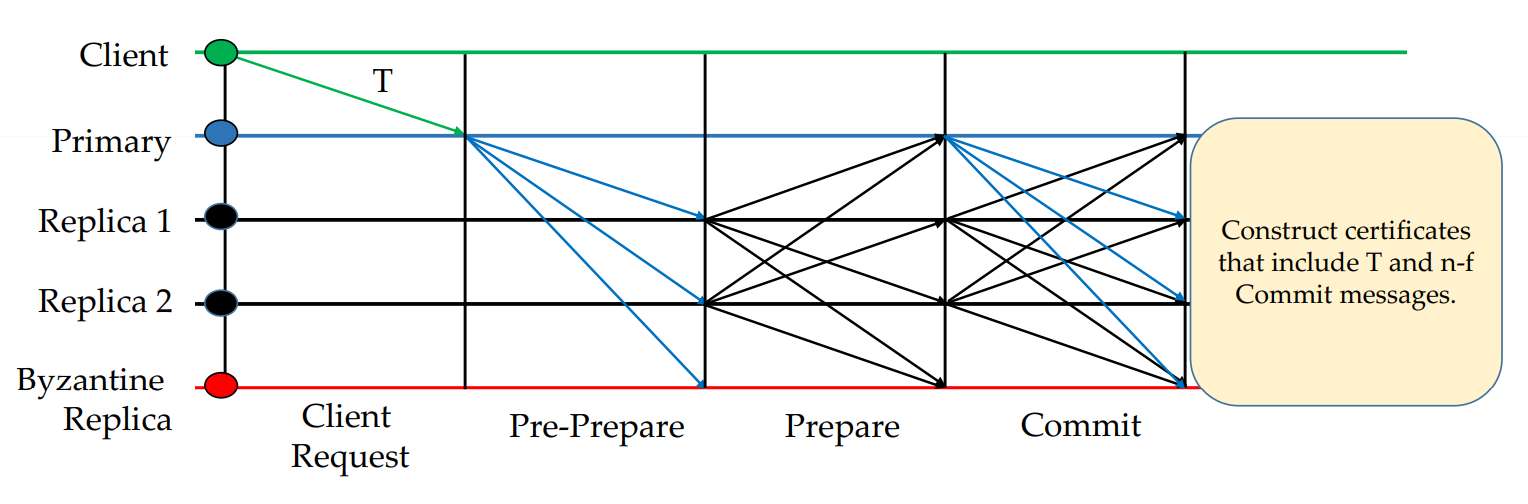 Client
T
Primary
Replica 1
Replica 2
Byzantine
Replica
Client
Request
Pre-Prepare
Prepare
Commit
Construct certificates
that include T and n-f
Commit messages.